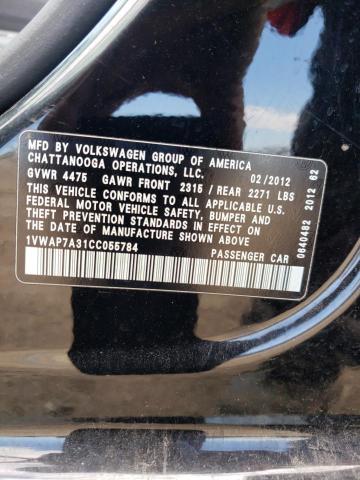 MFD BY VOLKSWAGEN GROUP OF AMERICA
CHATTANOOGA OPERATIONS, LLC. 02/2012
GVWR 4475 GAWR FRONT 2315 / REAR 2271 LBS
THIS VEHICLE CONFORMS TO ALL APPLICABLE U.S.
FEDERAL MOTOR VEHICLE SAFETY, BUMPER AND
THEFT PREVENTION STANDARDS IN EFFECT ON
THE DATE OF MANUFACTURE SHOWN ABOVE
1VWAP7A31CC055784 PASSENGER CAR
0640482 2012 62